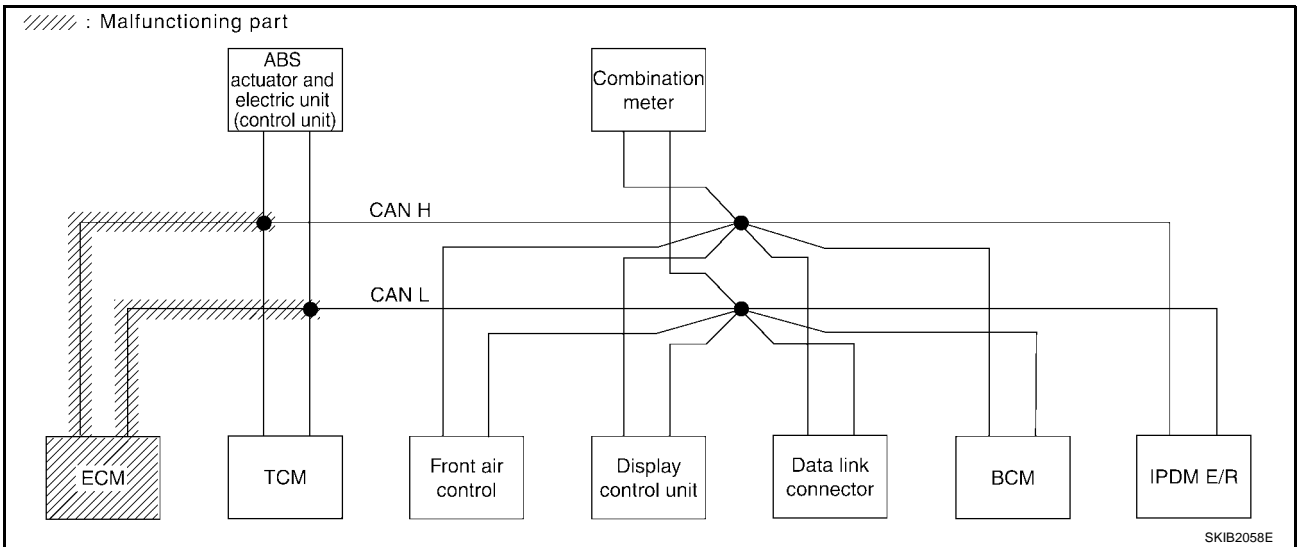 : Malfunctioning part
ABS
actuator and
electric unit
(control unit)
Combination
meter
CAN H
CAN L
ECM
TCM
Front air
control
Display
control unit
Data link
connector
BCM
IPDM E/R
SKIB2058E